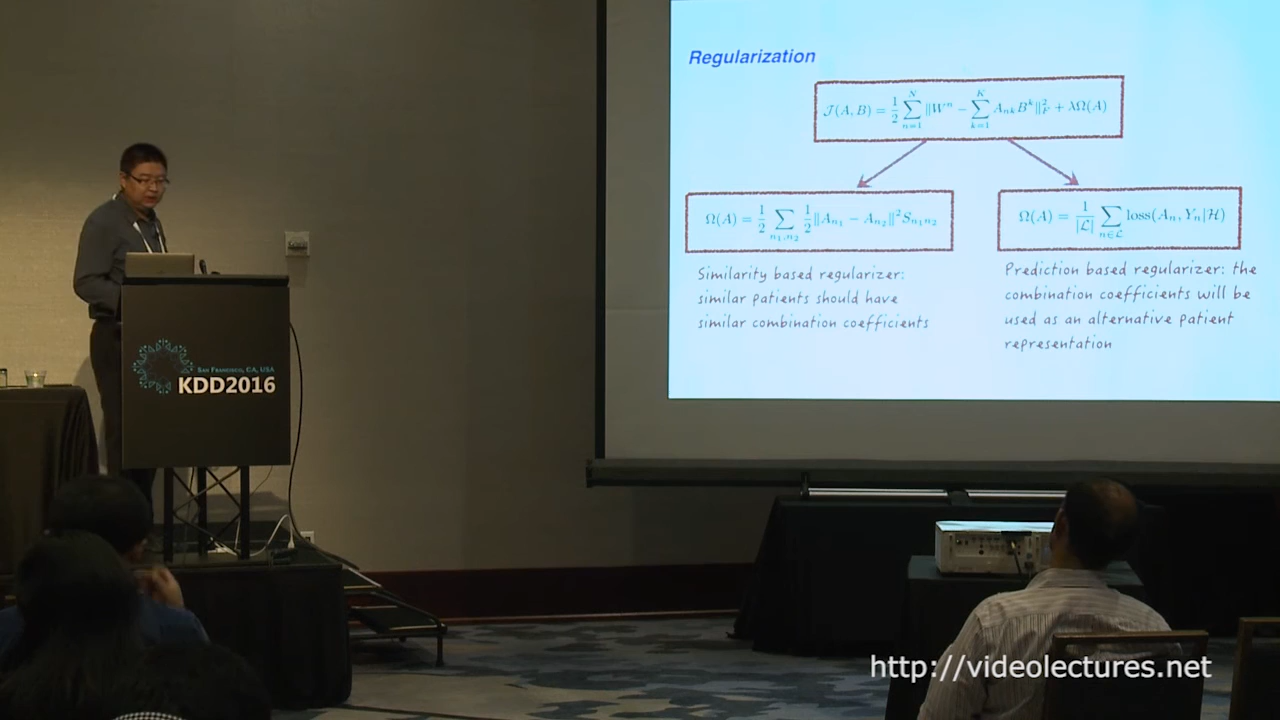 Regularization
𝒥(A, B) = 1/2 ∑_{n=1}^{N} ‖Wⁿ − ∑_{k=1}^{K} A_{nk}B^k‖²_F + λΩ(A)
Ω(A) = 1/2 ∑_{n₁,n₂} 1/2 ‖A_{n₁} − A_{n₂}‖² S_{n₁n₂}
Ω(A) = 1/|ℒ| ∑_{n∈ℒ} loss(A_n, Y_n|ℋ)
Similarity based regularizer:
similar patients should have
similar combination coefficients
Prediction based regularizer: the
combination coefficients will be
used as an alternative patient
representation
San Francisco, CA, USA
KDD2016
http://videolectures.net